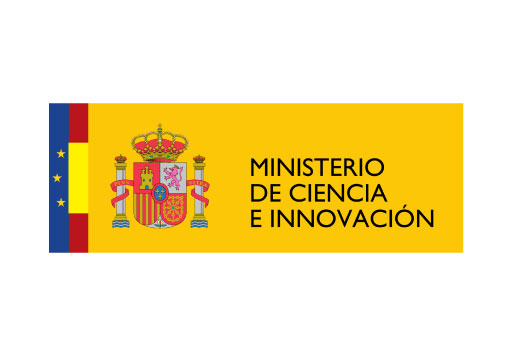 MINISTERIO
DE CIENCIA
E INNOVACIÓN